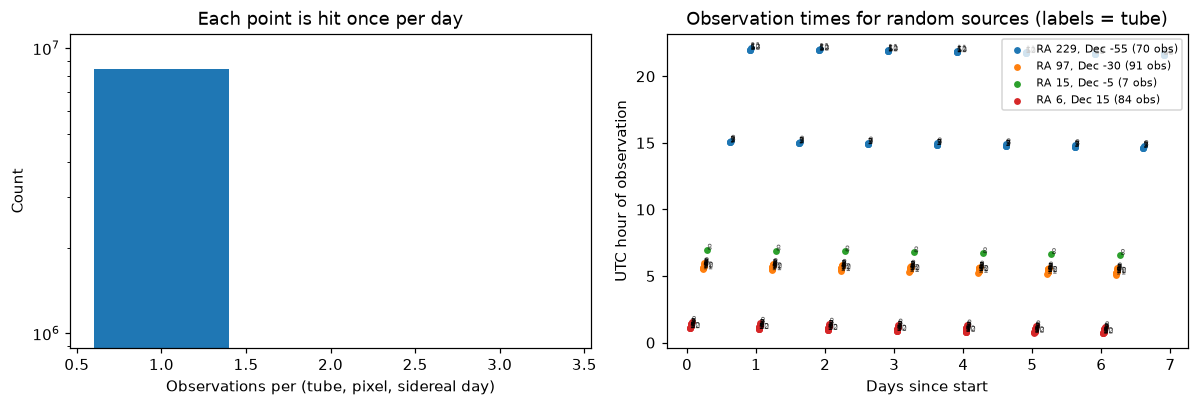 Each point is hit once per day
10^7
10^6
Count
0.5 1.0 1.5 2.0 2.5 3.0 3.5
Observations per (tube, pixel, sidereal day)
Observation times for random sources (labels = tube)
RA 229, Dec -55 (70 obs)
RA 97, Dec -30 (91 obs)
RA 15, Dec -5 (7 obs)
RA 6, Dec 15 (84 obs)
20
15
10
5
0
UTC hour of observation
0 1 2 3 4 5 6 7
Days since start